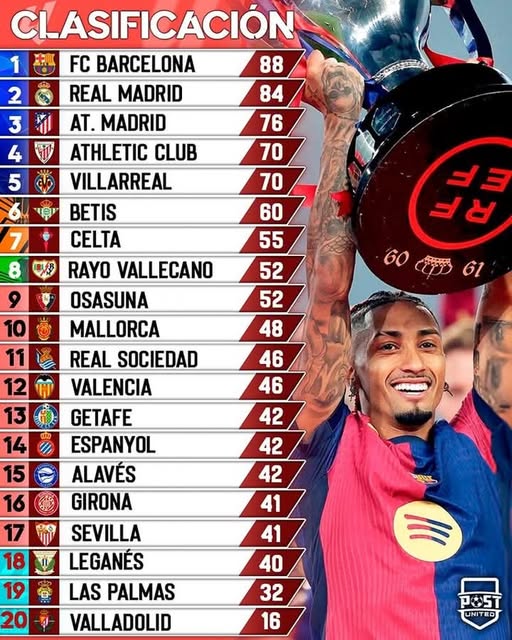 CLASIFICACIÓN
1 FC BARCELONA 88
2 REAL MADRID 84
3 AT. MADRID 76
4 ATHLETIC CLUB 70
5 VILLARREAL 70
6 BETIS 60
7 CELTA 55
8 RAYO VALLECANO 52
9 OSASUNA 52
10 MALLORCA 48
11 REAL SOCIEDAD 46
12 VALENCIA 46
13 GETAFE 42
14 ESPANYOL 42
15 ALAVÉS 42
16 GIRONA 41
17 SEVILLA 41
18 LEGANÉS 40
19 LAS PALMAS 32
20 VALLADOLID 16
RF
EF
60 61
POST
UNITED